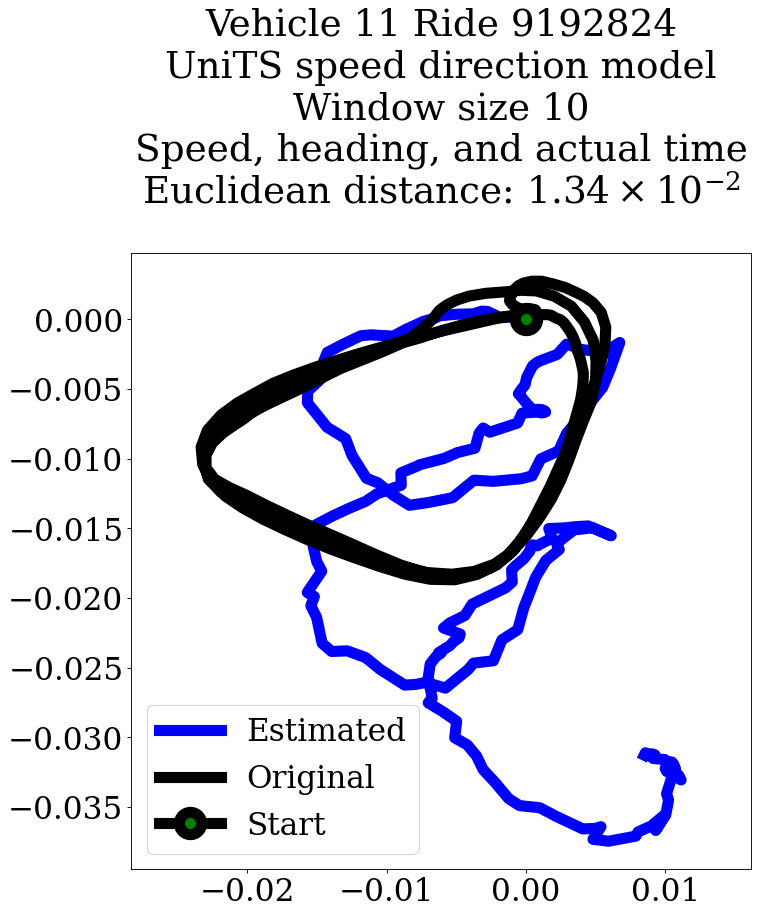 Vehicle 11 Ride 9192824
UniTS speed direction model
Window size 10
Speed, heading, and actual time
Euclidean distance: 1.34 × 10⁻²
0.000
−0.005
−0.010
−0.015
−0.020
−0.025
−0.030
−0.035
Estimated
Original
Start
−0.02
−0.01
0.00
0.01